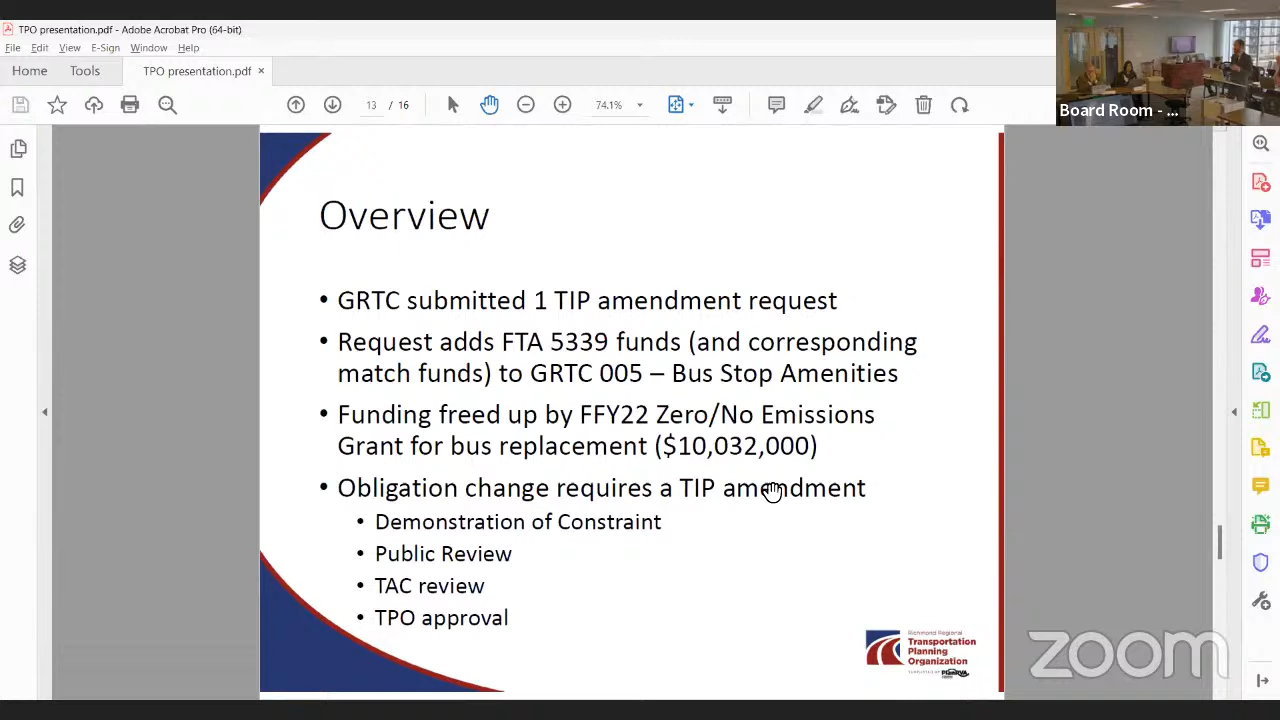 TPO presentation.pdf - Adobe Acrobat Pro (64-bit)
File Edit View E-Sign Window Help
Home Tools TPO presentation.pdf ×
13 / 16 74.1%
Board Room - ...
Overview
• GRTC submitted 1 TIP amendment request
• Request adds FTA 5339 funds (and corresponding
match funds) to GRTC 005 – Bus Stop Amenities
• Funding freed up by FFY22 Zero/No Emissions
Grant for bus replacement ($10,032,000)
• Obligation change requires a TIP amendment
• Demonstration of Constraint
• Public Review
• TAC review
• TPO approval
Richmond Regional
Transportation
Planning
Organization
PlanRVA
zoom